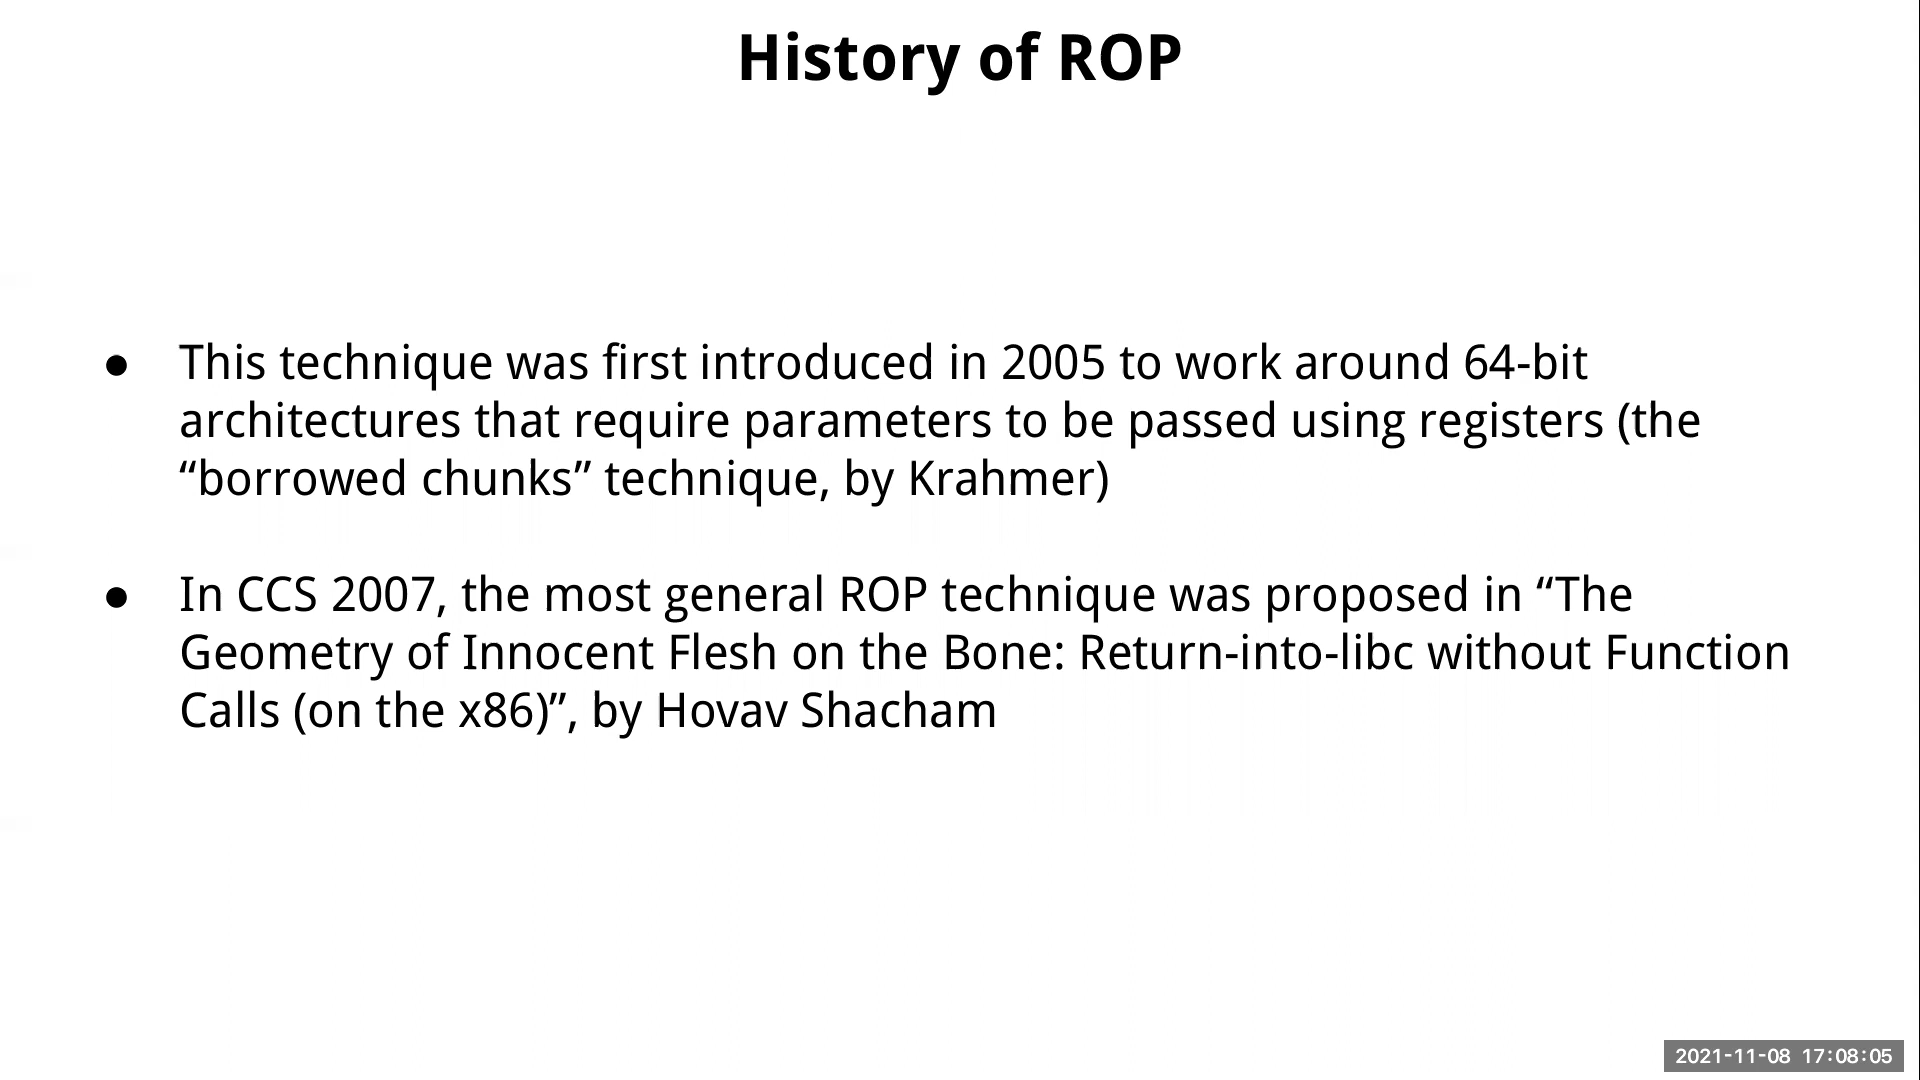 History of ROP
● This technique was first introduced in 2005 to work around 64-bit
architectures that require parameters to be passed using registers (the
“borrowed chunks” technique, by Krahmer)
● In CCS 2007, the most general ROP technique was proposed in “The
Geometry of Innocent Flesh on the Bone: Return-into-libc without Function
Calls (on the x86)”, by Hovav Shacham
2021-11-08 17:08:05